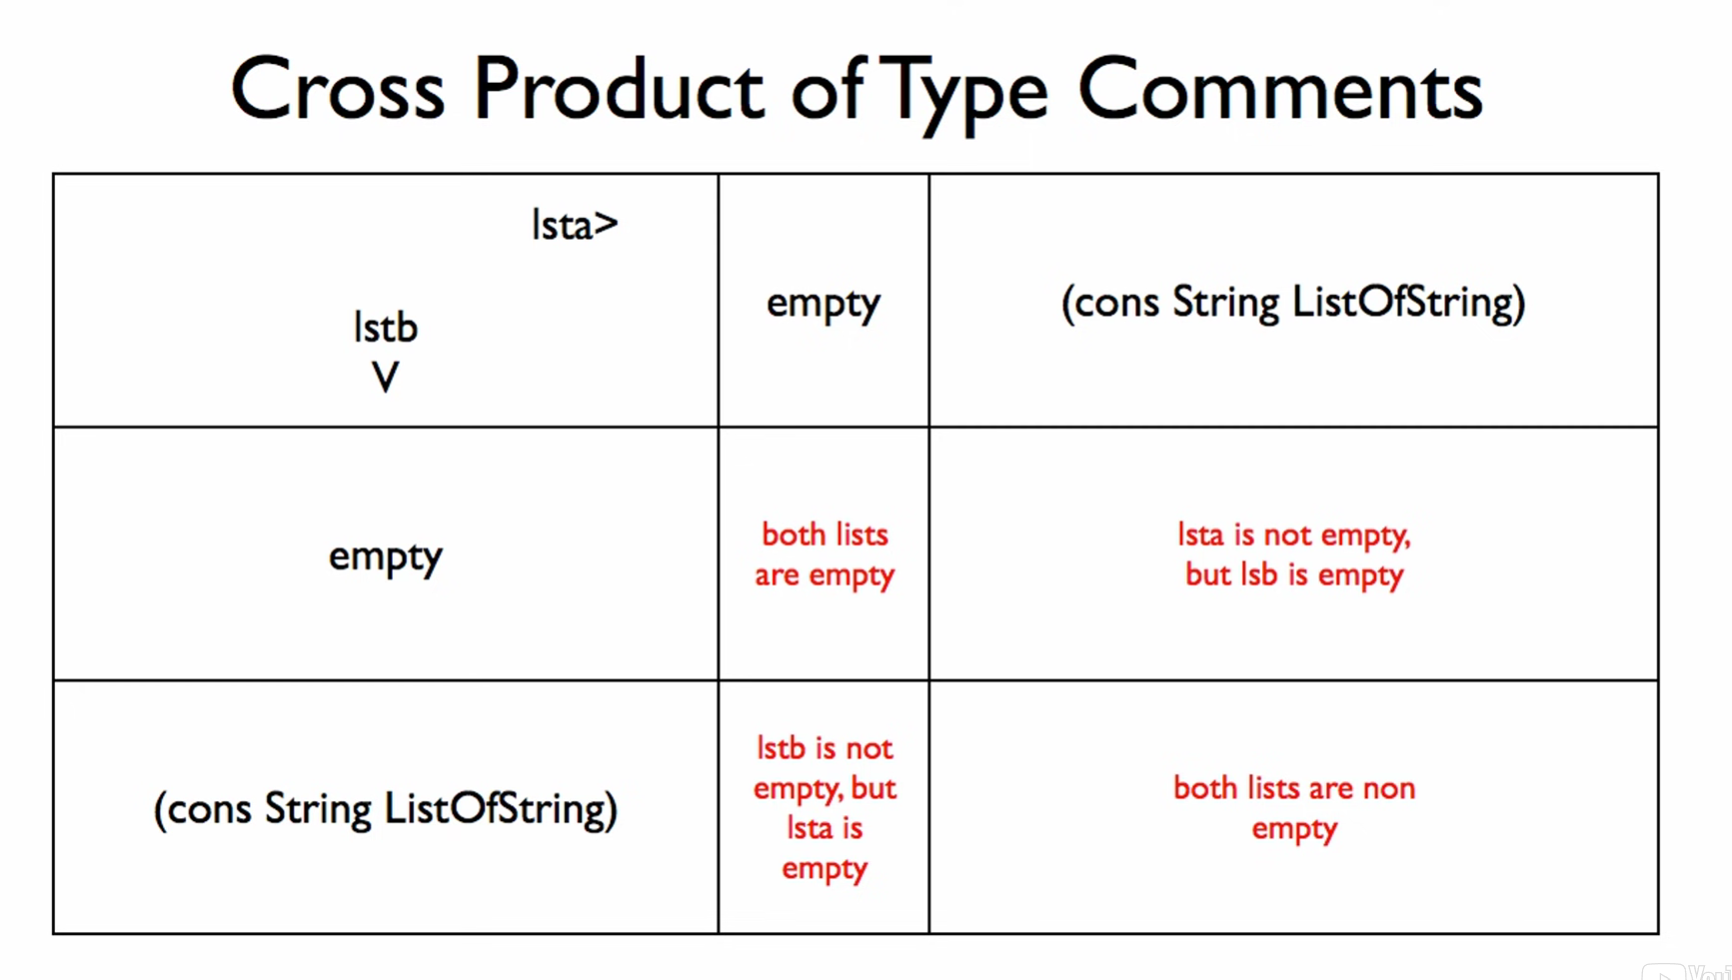 Cross Product of Type Comments
lsta>
lstb
V
empty
(cons String ListOfString)
empty
both lists
are empty
lsta is not empty,
but lsb is empty
(cons String ListOfString)
lstb is not
empty, but
lsta is
empty
both lists are non
empty